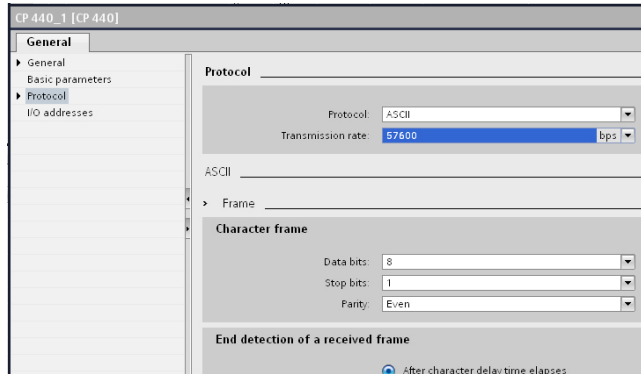 CP 440_1 [CP 440]
General
General
Basic parameters
Protocol
I/O addresses
Protocol
Protocol: ASCII
Transmission rate: 57600 bps
ASCII
Frame
Character frame
Data bits: 8
Stop bits: 1
Parity: Even
End detection of a received frame
After character delay time elapses